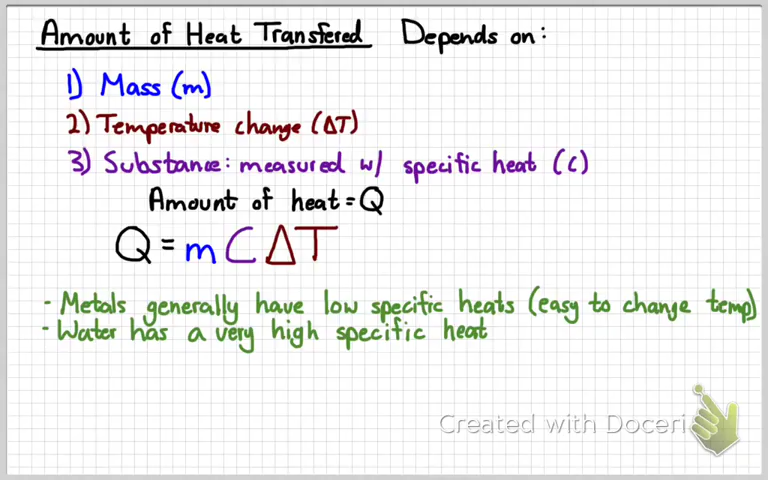 Amount of Heat Transfered Depends on:
1) Mass (m)
2) Temperature change (ΔT)
3) Substance: measured w/ specific heat (C)
Amount of heat = Q
Q = m C ΔT
- Metals generally have low specific heats (easy to change temp)
- Water has a very high specific heat
Created with Doceri